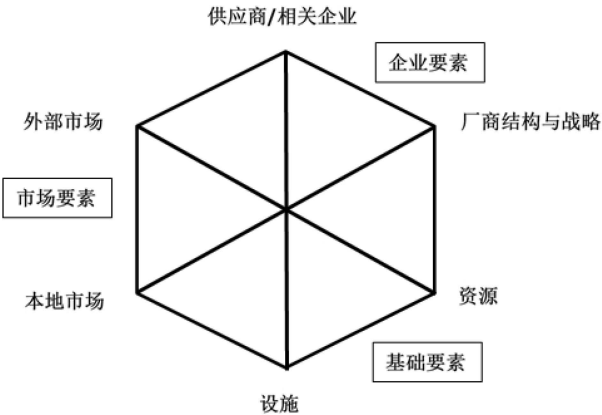 供应商/相关企业
企业要素
外部市场
厂商结构与战略
市场要素
本地市场
资源
基础要素
设施